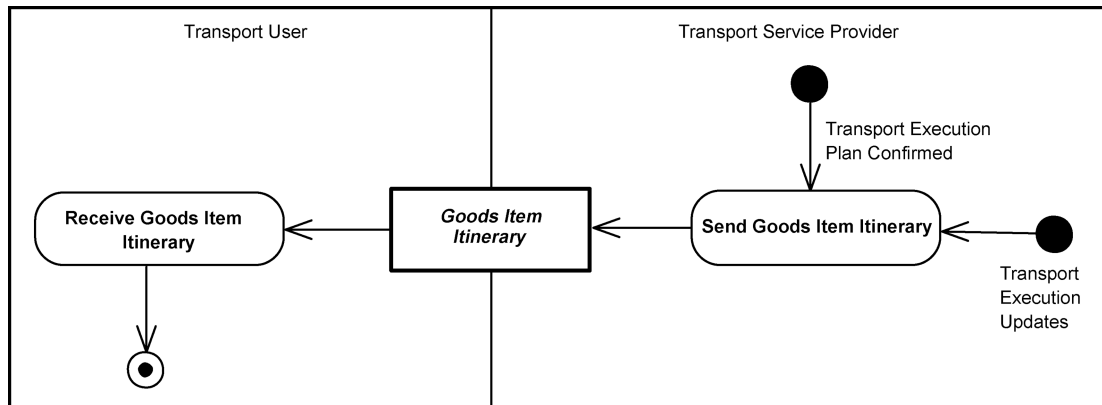 Transport User
Transport Service Provider
Transport Execution
Plan Confirmed
Receive Goods Item
Itinerary
Goods Item
Itinerary
Send Goods Item Itinerary
Transport
Execution
Updates